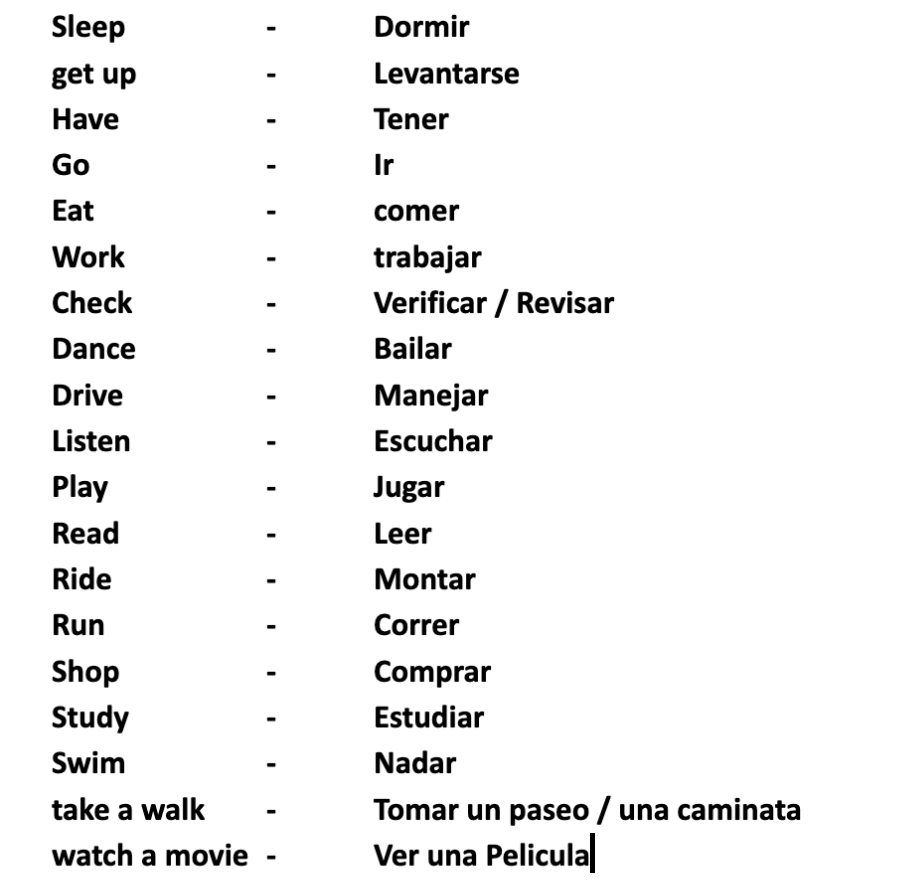 Sleep - Dormir
get up - Levantarse
Have - Tener
Go - Ir
Eat - comer
Work - trabajar
Check - Verificar / Revisar
Dance - Bailar
Drive - Manejar
Listen - Escuchar
Play - Jugar
Read - Leer
Ride - Montar
Run - Correr
Shop - Comprar
Study - Estudiar
Swim - Nadar
take a walk - Tomar un paseo / una caminata
watch a movie - Ver una Pelicula